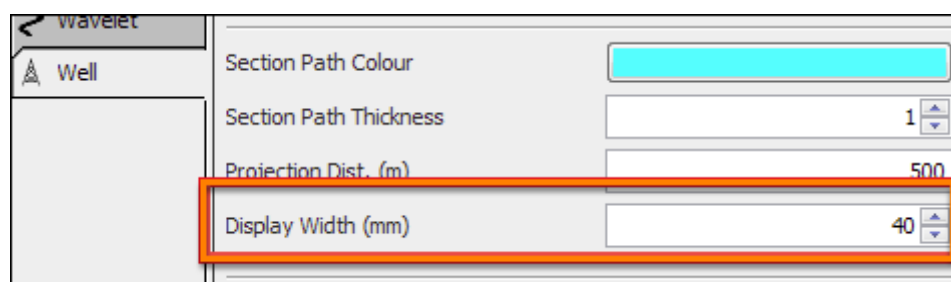 Wavelet
Well
Section Path Colour
Section Path Thickness 1
Projection Dist. (m) 500
Display Width (mm) 40